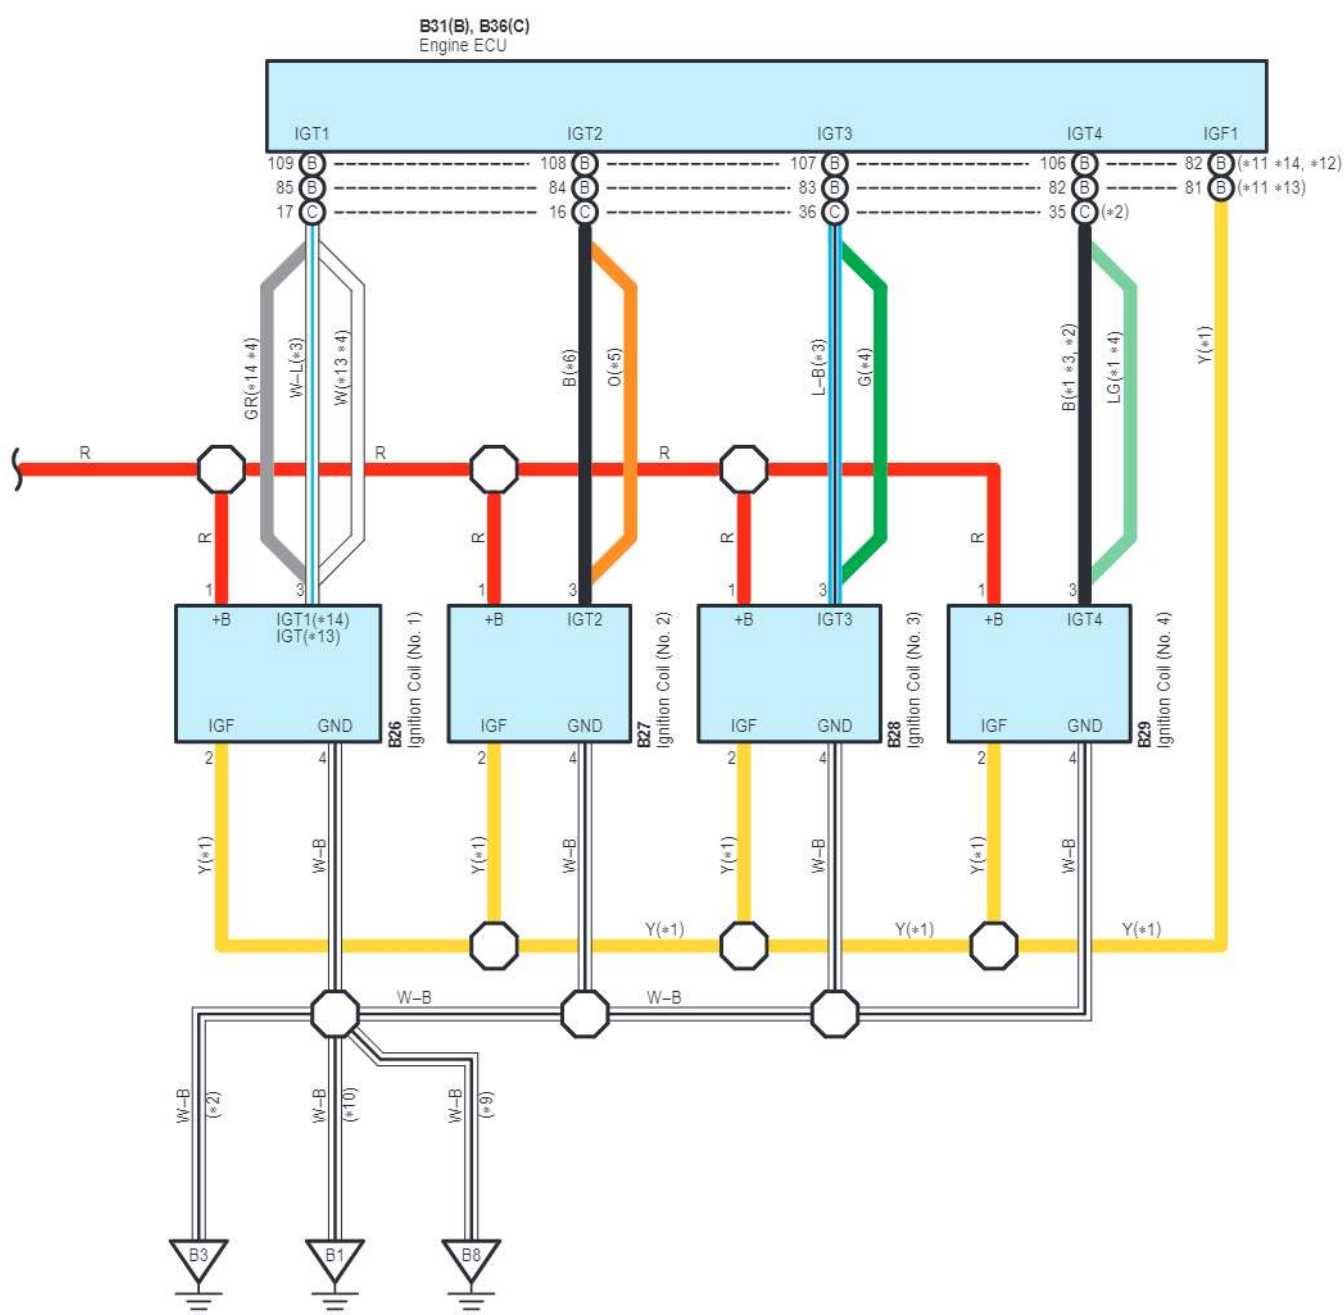 B31(B), B36(C)
Engine ECU
IGT1 IGT2 IGT3 IGT4 IGF1
109 B 108 B 107 B 106 B 82 B (*11 *14, *12)
85 B 84 B 83 B 82 B 81 B (*11 *13)
17 C 16 C 36 C 35 C (*2)
GR(*14 *4)
W–L(*3)
W(*13 *4)
B(*6)
O(*5)
L–B(*3)
G(*4)
B(*1 *3, *2)
LG(*1 *4)
Y(*1)
R R R
R R R R
1 3 1 3 1 3 1 3
+B IGT1(*14) +B IGT2 +B IGT3 +B IGT4
IGT(*13)
IGF GND IGF GND IGF GND IGF GND
B26
Ignition Coil (No. 1)
B27
Ignition Coil (No. 2)
B28
Ignition Coil (No. 3)
B29
Ignition Coil (No. 4)
2 4 2 4 2 4 2 4
Y(*1) W–B Y(*1) W–B Y(*1) W–B Y(*1) W–B
Y(*1) Y(*1) Y(*1)
W–B W–B
W–B
(*2)
W–B
(*10)
W–B
(*9)
B3 B1 B8